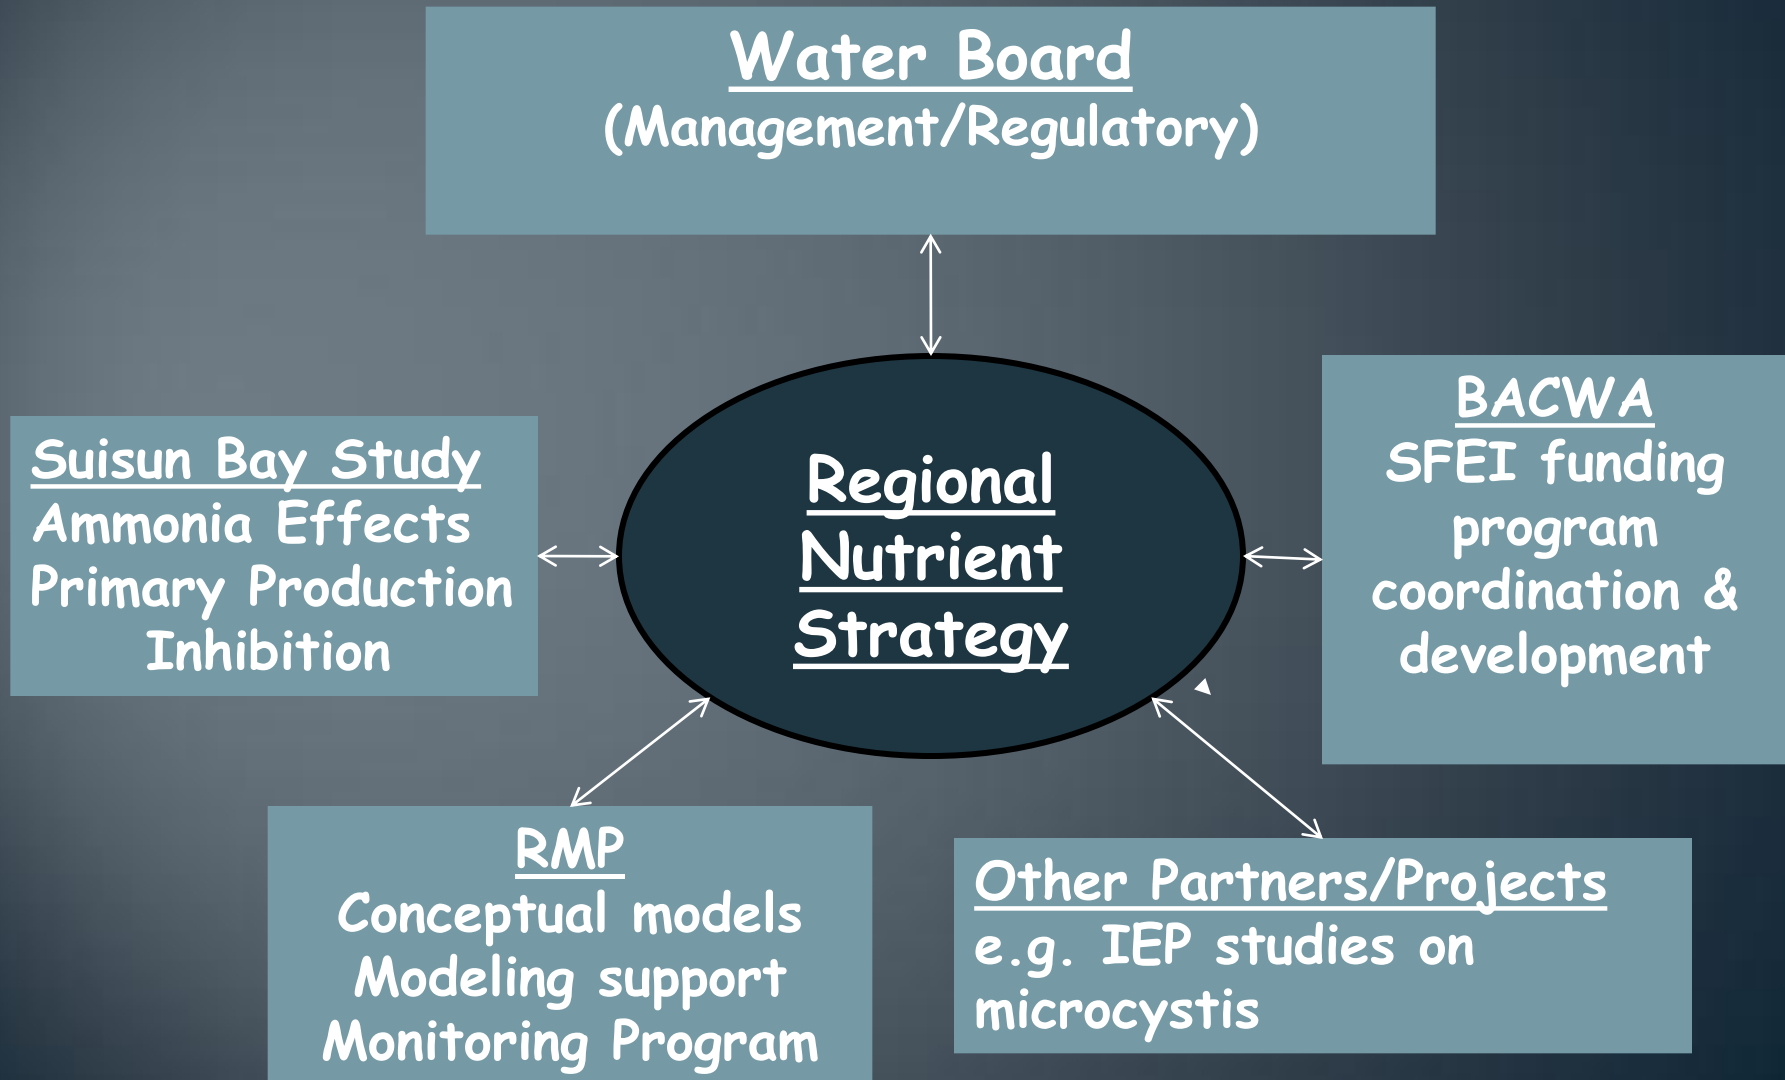 Water Board
(Management/Regulatory)
Suisun Bay Study
Ammonia Effects
Primary Production
Inhibition
Regional
Nutrient
Strategy
BACWA
SFEI funding
program
coordination &
development
RMP
Conceptual models
Modeling support
Monitoring Program
Other Partners/Projects
e.g. IEP studies on
microcystis